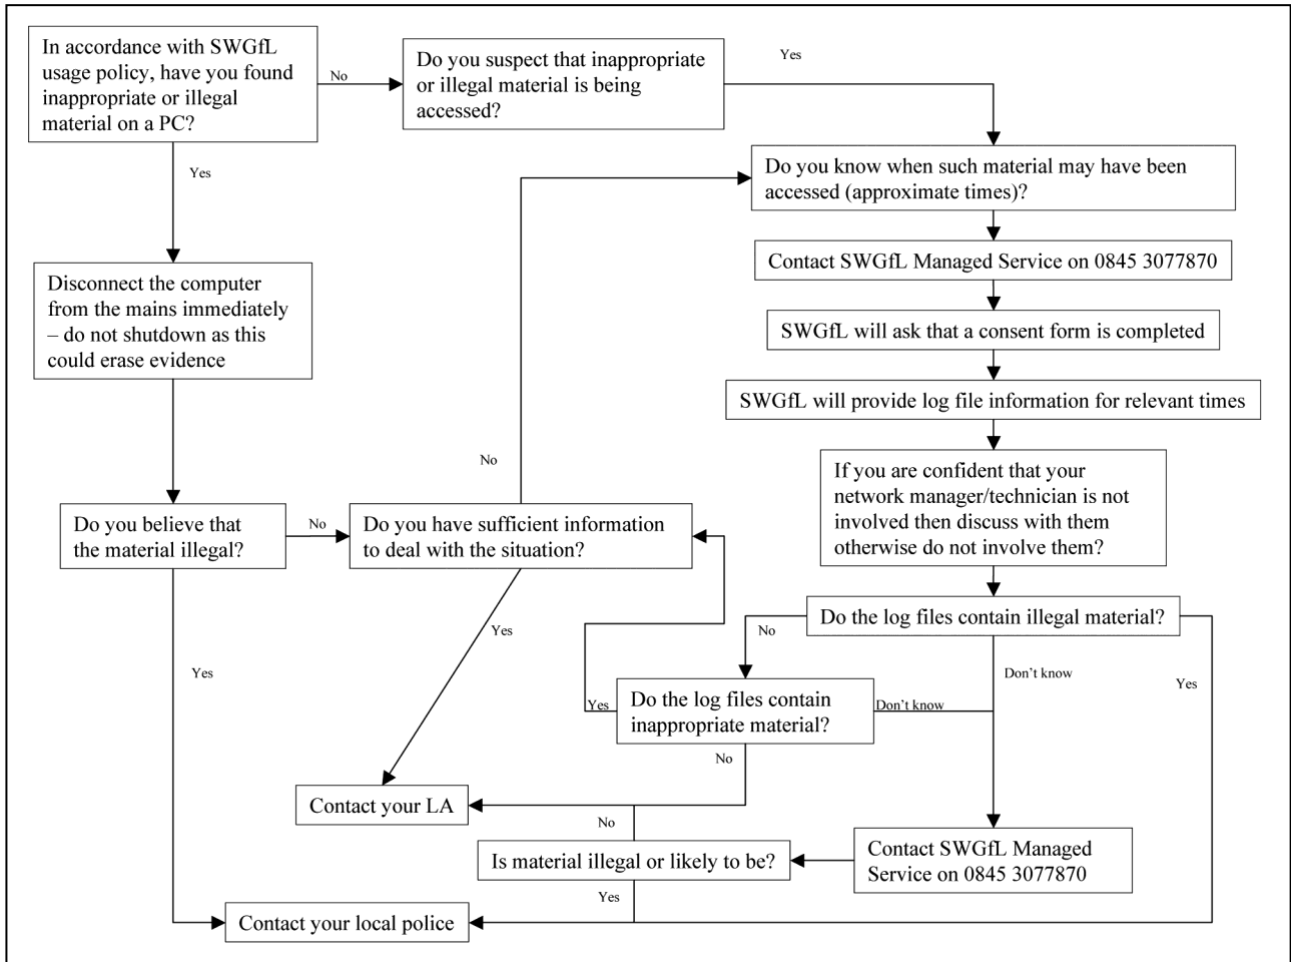 In accordance with SWGfL
usage policy, have you found
inappropriate or illegal
material on a PC?
No
Do you suspect that inappropriate
or illegal material is being
accessed?
Yes
Yes
Do you know when such material may have been
accessed (approximate times)?
Contact SWGfL Managed Service on 0845 3077870
Disconnect the computer
from the mains immediately
– do not shutdown as this
could erase evidence
SWGfL will ask that a consent form is completed
SWGfL will provide log file information for relevant times
No
If you are confident that your
network manager/technician is not
involved then discuss with them
otherwise do not involve them?
Do you believe that
the material illegal?
No
Do you have sufficient information
to deal with the situation?
Do the log files contain illegal material?
Yes
No
Yes
Don’t know
Yes
Do the log files contain
inappropriate material?
Yes
Don’t know
No
Contact your LA
No
Is material illegal or likely to be?
Contact SWGfL Managed
Service on 0845 3077870
Yes
Contact your local police